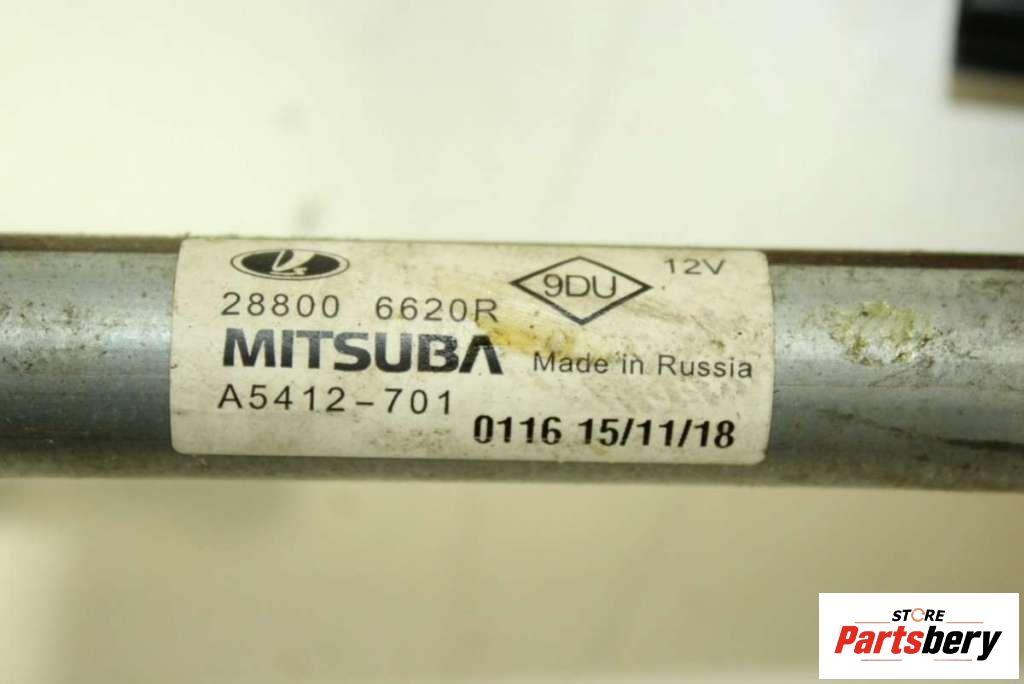 28800 6620R
9DU
12V
MITSUBA
Made in Russia
A5412-701
0116 15/11/18
STORE
Partsbery